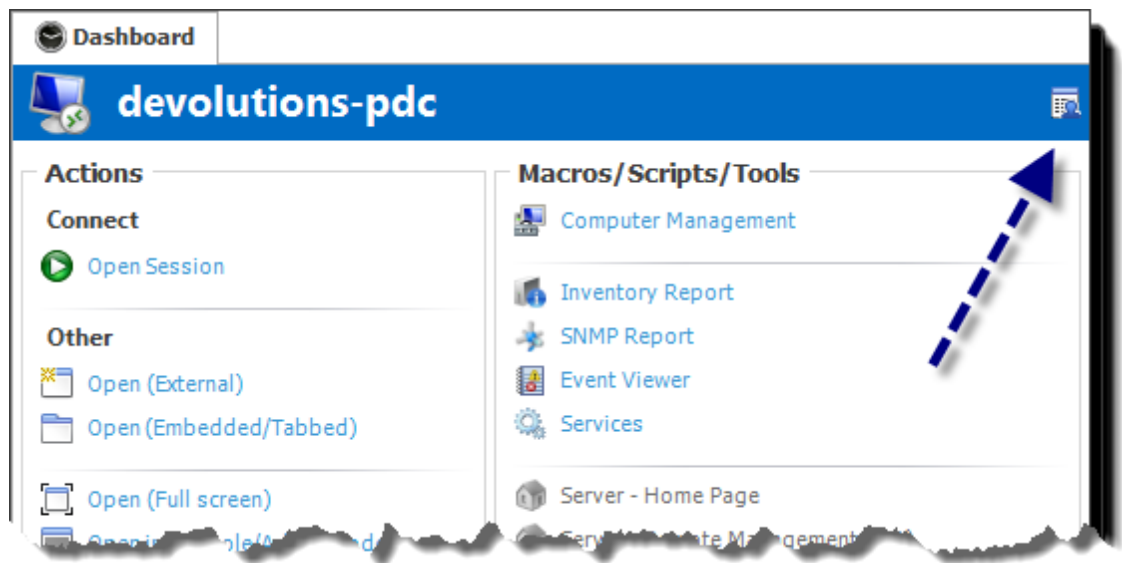 Dashboard
devolutions-pdc
Actions
Connect
Open Session
Other
Open (External)
Open (Embedded/Tabbed)
Open (Full screen)
Macros/Scripts/Tools
Computer Management
Inventory Report
SNMP Report
Event Viewer
Services
Server - Home Page